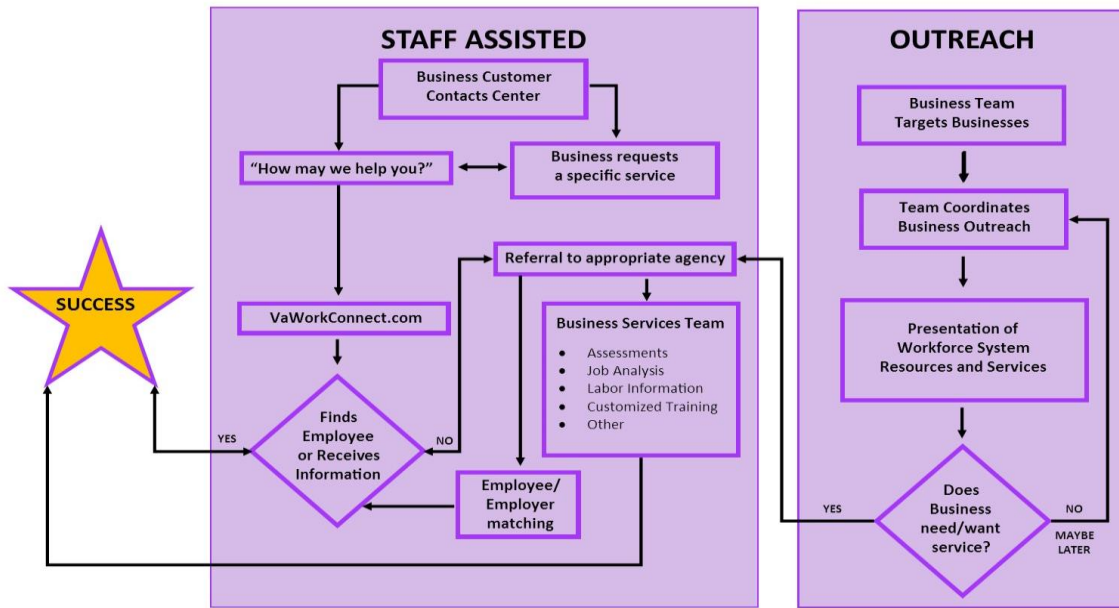 STAFF ASSISTED
Business Customer
Contacts Center
“How may we help you?”
Business requests
a specific service
Referral to appropriate agency
SUCCESS
VaWorkConnect.com
Business Services Team
• Assessments
• Job Analysis
• Labor Information
• Customized Training
• Other
Finds
Employee
or Receives
Information
YES
NO
Employee/
Employer
matching
OUTREACH
Business Team
Targets Businesses
Team Coordinates
Business Outreach
Presentation of
Workforce System
Resources and Services
Does
Business
need/want
service?
YES
NO
MAYBE
LATER